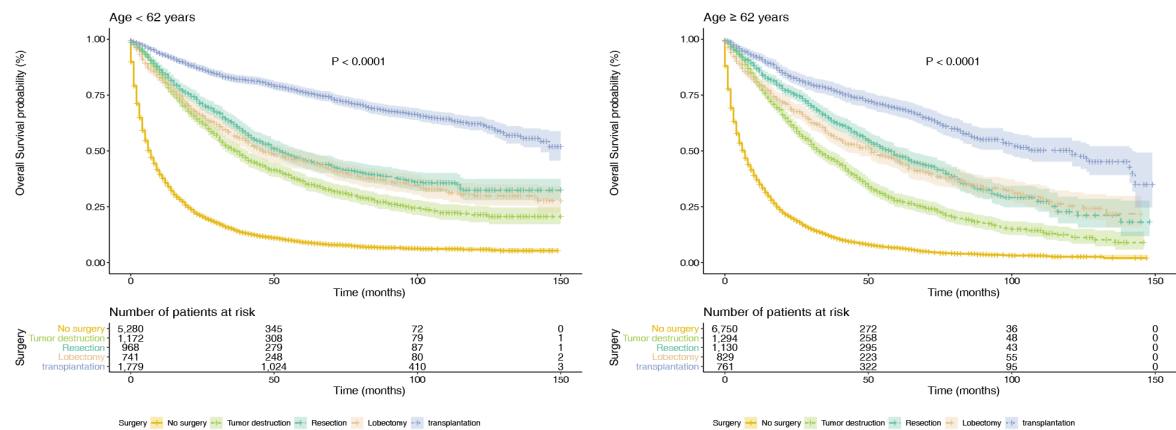 Age < 62 years
Overall Survival probability (%)
1.00
0.75
0.50
0.25
0.00
P < 0.0001
0 50 100 150
Time (months)
Number of patients at risk
Surgery
No surgery 5,280 345 72 0
Tumor destruction 1,172 308 79 1
Resection 968 279 87 1
Lobectomy 741 248 80 2
transplantation 1,779 1,024 410 3
0 50 100 150
Time (months)
Surgery No surgery Tumor destruction Resection Lobectomy transplantation
Age ≥ 62 years
Overall Survival probability (%)
1.00
0.75
0.50
0.25
0.00
P < 0.0001
0 50 100 150
Time (months)
Number of patients at risk
Surgery
No surgery 6,750 272 36 0
Tumor destruction 1,294 258 48 0
Resection 1,130 295 43 0
Lobectomy 829 223 55 0
transplantation 761 322 95 0
0 50 100 150
Time (months)
Surgery No surgery Tumor destruction Resection Lobectomy transplantation